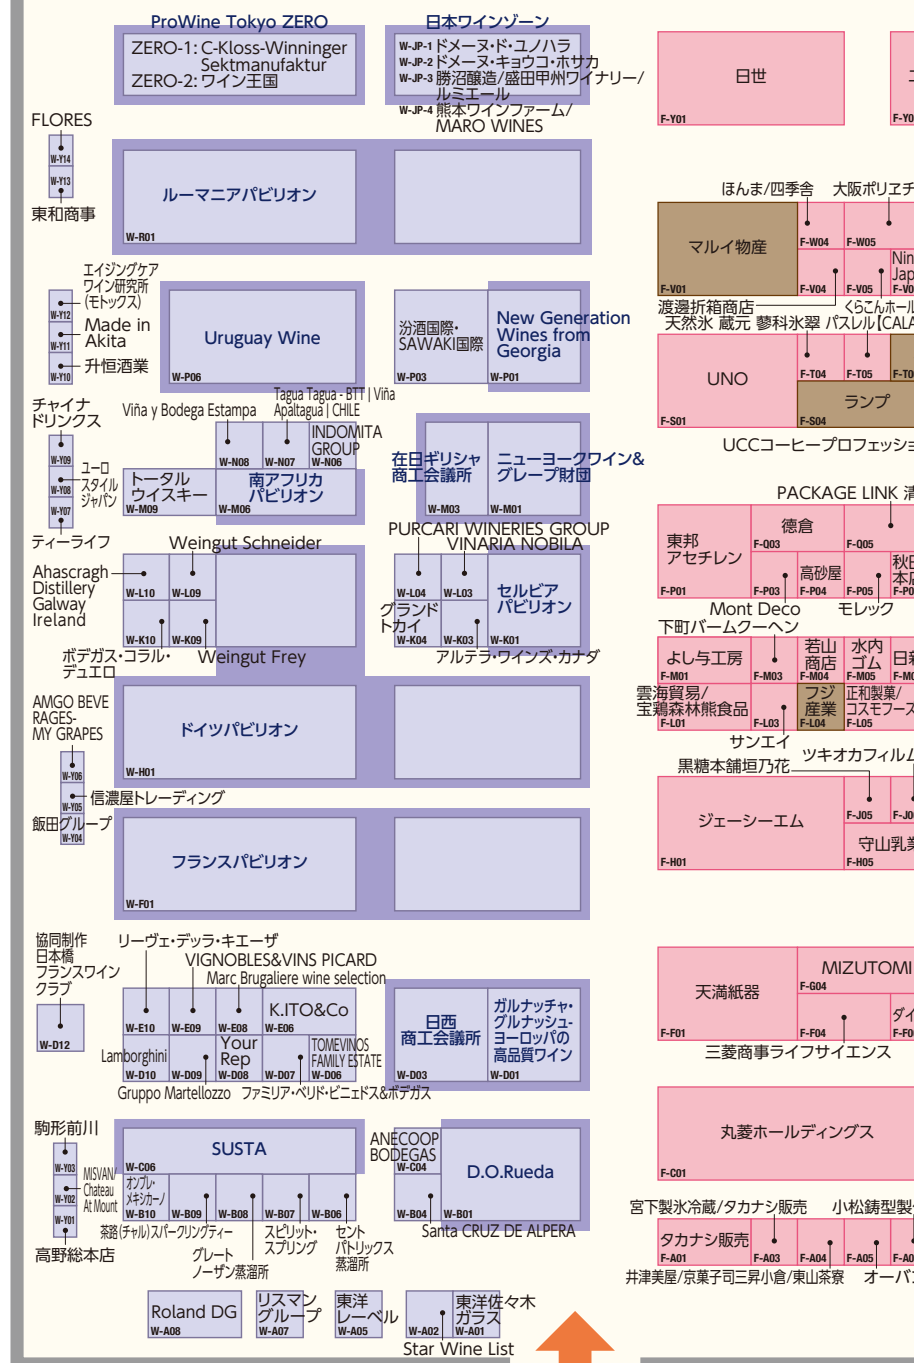 ProWine Tokyo ZERO
ZERO-1: C-Kloss-Winninger
Sektmanufaktur
ZERO-2: ワイン王国
日本ワインゾーン
W-JP-1 ドメーヌ・ド・ユノハラ
W-JP-2 ドメーヌ・キョウコ・ホサカ
W-JP-3 勝沼醸造/盛田甲州ワイナリー/
ルミエール
W-JP-4 熊本ワインファーム/
MARO WINES
FLORES
W-Y14
W-Y13
東和商事
ルーマニアパビリオン
W-R01
エイジングケア
ワイン研究所
(モトックス)
W-Y12
Made in
Akita
W-Y11
升恒酒業
W-Y10
Uruguay Wine
W-P06
汾酒国際・
SAWAKI国際
W-P03
New Generation
Wines from
Georgia
W-P01
チャイナ
ドリンクス
W-Y09
ユーロ
スタイル
ジャパン
W-Y08
W-Y07
ティーライフ
Viña y Bodega Estampa
W-N08
Tagua Tagua - BTT | Viña
Apaltagua | CHILE
W-N07
INDOMITA
GROUP
W-N06
トータル
ウイスキー
W-M09
南アフリカ
パビリオン
W-M06
在日ギリシャ
商工会議所
W-M03
ニューヨークワイン&
グレープ財団
W-M01
Weingut Schneider
Ahascragh
Distillery
Galway
Ireland
W-L10
W-L09
W-K10
W-K09
ボデガス・コラル・
デュエロ
Weingut Frey
PURCARI WINERIES GROUP
VINARIA NOBILA
W-L04
W-L03
グランド
トカイ
W-K04
W-K03
セルビア
パビリオン
W-K01
アルテラ・ワインズ・カナダ
AMGO BEVE
RAGES-
MY GRAPES
W-Y06
信濃屋トレーディング
W-Y05
飯田グループ
W-Y04
ドイツパビリオン
W-H01
フランスパビリオン
W-F01
協同制作
日本橋
フランスワイン
クラブ
W-D12
リーヴェ・デッラ・キエーザ
VIGNOBLES&VINS PICARD
Marc Brugaliere wine selection
W-E10
W-E09
W-E08
K.ITO&Co
W-E06
Lamborghini
W-D10
W-D09
Your
Rep
W-D08
W-D07
TOMEVINOS
FAMILY ESTATE
W-D06
Gruppo Martellozzo
ファミリア・ベリド・ビニェドス&ボデガス
日西
商工会議所
W-D03
ガルナッチャ・
グルナッシュ-
ヨーロッパの
高品質ワイン
W-D01
駒形前川
W-Y03
MISVAN/
Chateau
At Mount
W-Y02
W-Y01
高野総本店
SUSTA
W-C06
オンブレ・
メキシカーノ
W-B10
W-B09
W-B08
W-B07
W-B06
茶路(チャル)スパークリングティー
グレート
ノーザン蒸溜所
スピリット・
スプリング
セント
パトリックス
蒸溜所
ANECOOP
BODEGAS
W-C04
W-B04
D.O.Rueda
W-B01
Santa CRUZ DE ALPERA
Roland DG
W-A08
リスマン
グループ
W-A07
東洋
レーベル
W-A05
W-A02
東洋佐々木
ガラス
W-A01
Star Wine List
日世
F-Y01
ほんま/四季舎
大阪ポリヱチ
マルイ物産
F-V01
F-W04
F-W05
F-V04
F-V05
Nin
Jap
渡邊折箱商店
くらこんホール
天然氷 蔵元 蓼科氷翠
パスレル【CALA
UNO
F-S01
F-T04
F-T05
ランプ
F-S04
UCCコーヒープロフェッショ
PACKAGE LINK 清
東邦
アセチレン
F-P01
徳倉
F-Q03
F-Q05
F-P03
高砂屋
F-P04
F-P05
Mont Deco
モレック
下町バームクーヘン
よし与工房
F-M01
F-M03
若山
商店
F-M04
水内
ゴム
F-M05
雲海貿易/
宝鶏森林熊食品
F-L01
F-L03
フジ
産業
F-L04
正和製菓/
コスモフース
F-L05
サンエイ
ツキオカフィルム
黒糖本舗垣乃花
ジェーシーエム
F-H01
F-J05
守山乳業
F-H05
天満紙器
F-F01
MIZUTOMI
F-G04
F-F04
ダイ
三菱商事ライフサイエンス
丸菱ホールディングス
F-C01
宮下製氷冷蔵/タカナシ販売
小松鋳型製
タカナシ販売
F-A01
F-A03
F-A04
F-A05
井津美屋/京菓子司三昇小倉/東山茶寮
オーバ